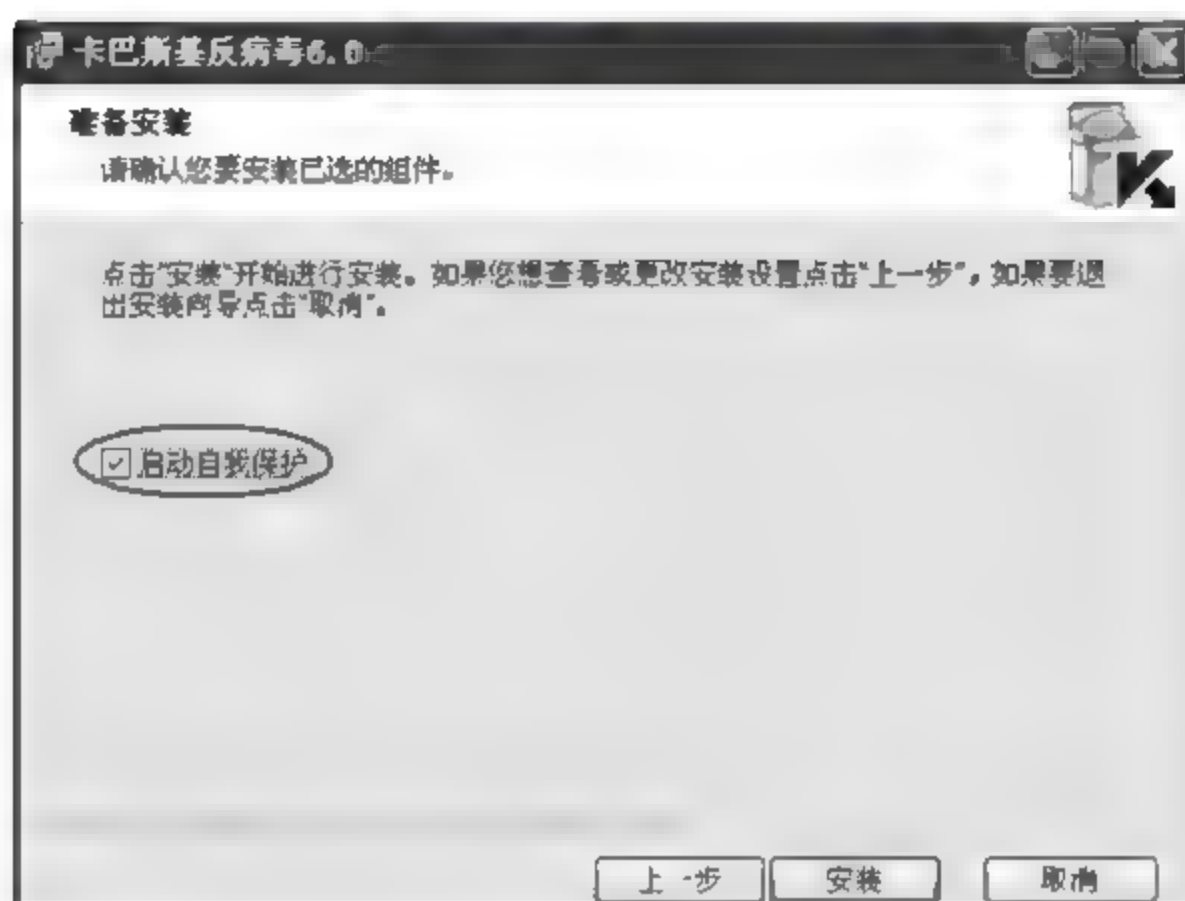 卡巴斯基反病毒6.0
准备安装
请确认您要安装已选的组件。
点击"安装"开始进行安装。如果您想查看或更改安装设置点击"上一步",如果要退
出安装向导点击"取消"。
启动自我保护
上一步
安装
取消